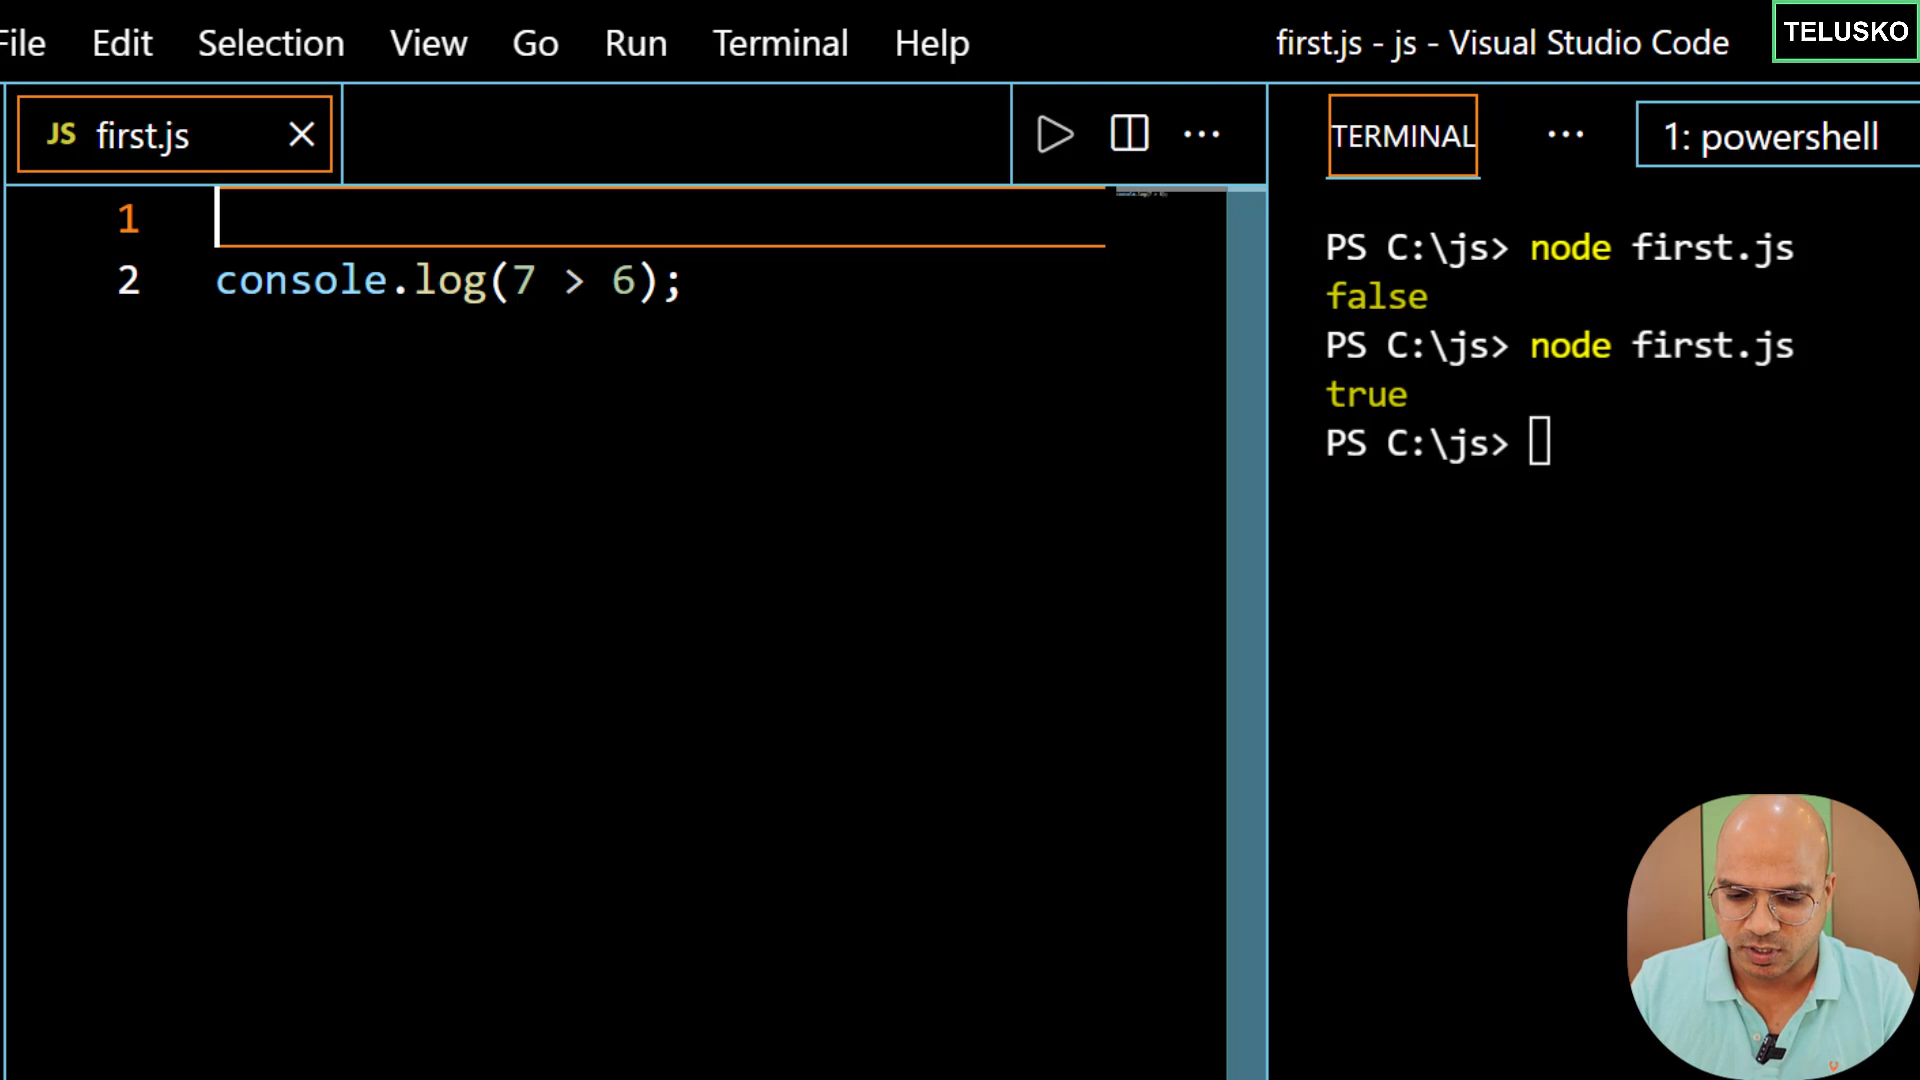 File Edit Selection View Go Run Terminal Help first.js - js - Visual Studio Code TELUSKO
JS first.js
TERMINAL 1: powershell
1
2 console.log(7 > 6);
PS C:\js> node first.js
false
PS C:\js> node first.js
true
PS C:\js>